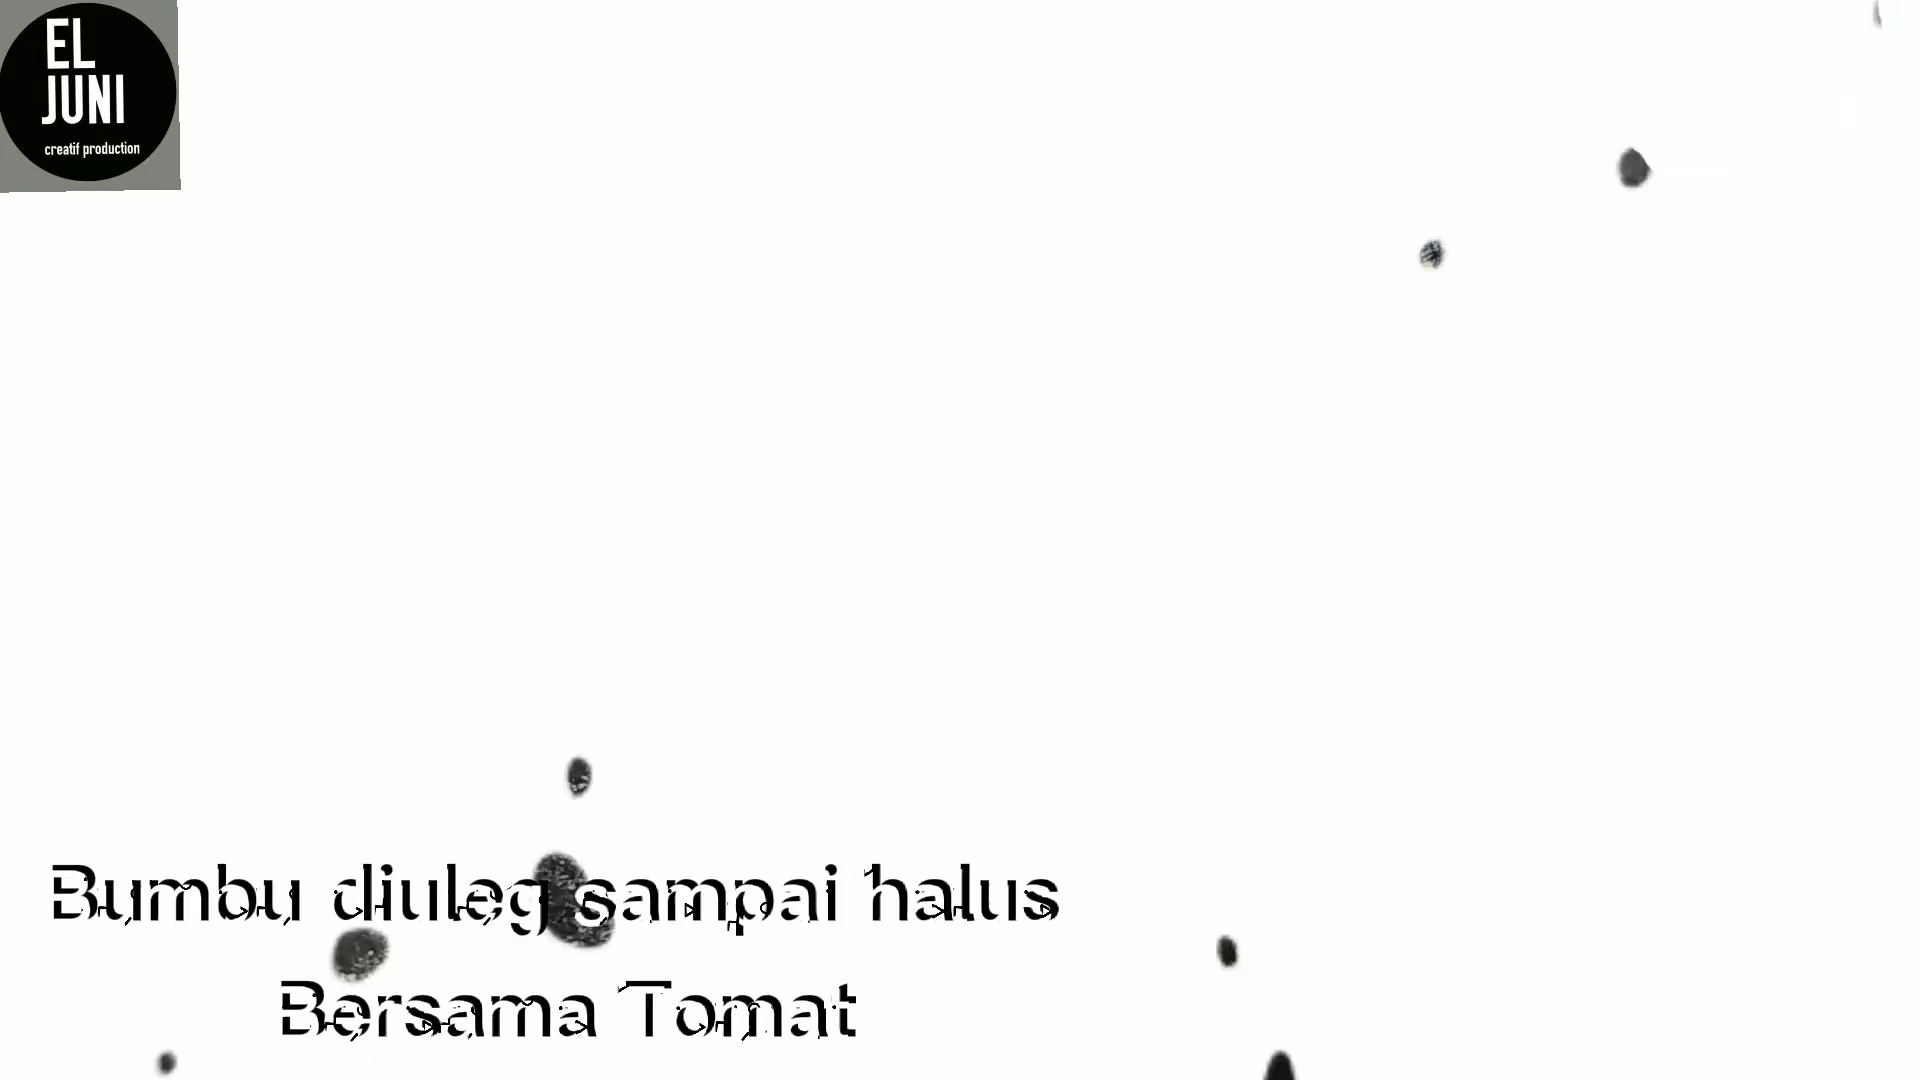 EL
JUNI
creatif production
Bumbu diuleg sampai halus
Bersama Tomat